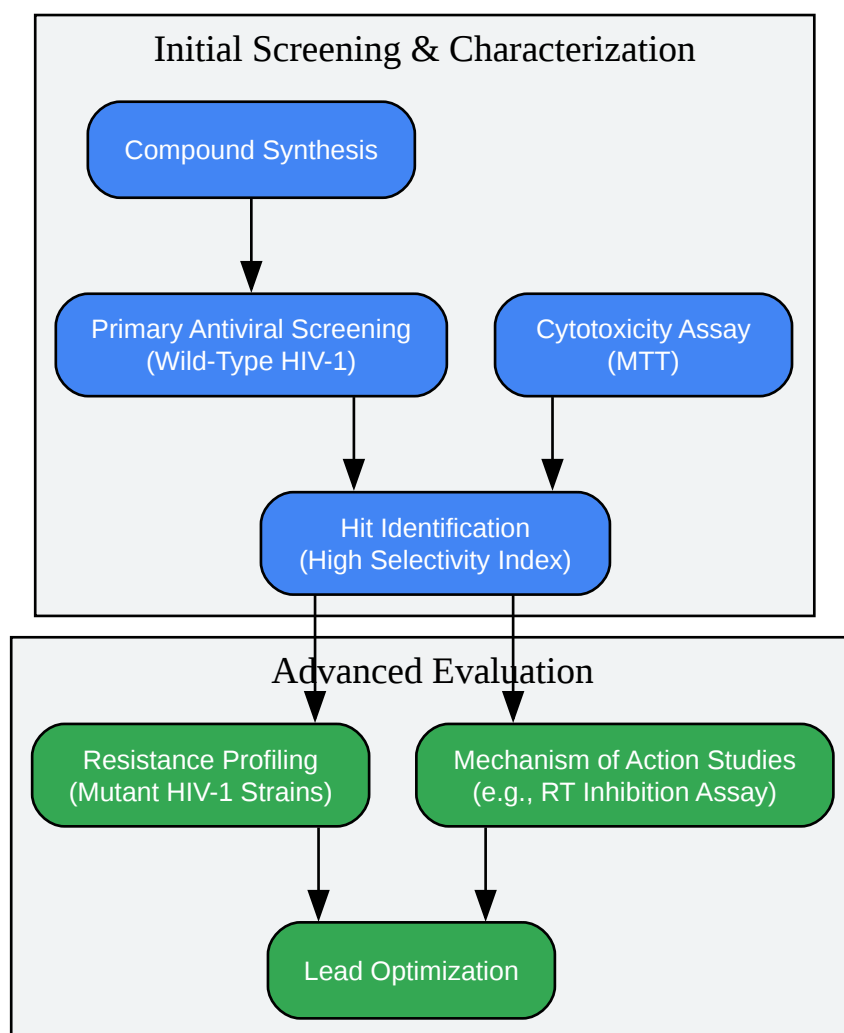 Initial Screening & Characterization
Compound Synthesis
Primary Antiviral Screening
(Wild-Type HIV-1)
Cytotoxicity Assay
(MTT)
Hit Identification
(High Selectivity Index)
Advanced Evaluation
Resistance Profiling
(Mutant HIV-1 Strains)
Mechanism of Action Studies
(e.g., RT Inhibition Assay)
Lead Optimization